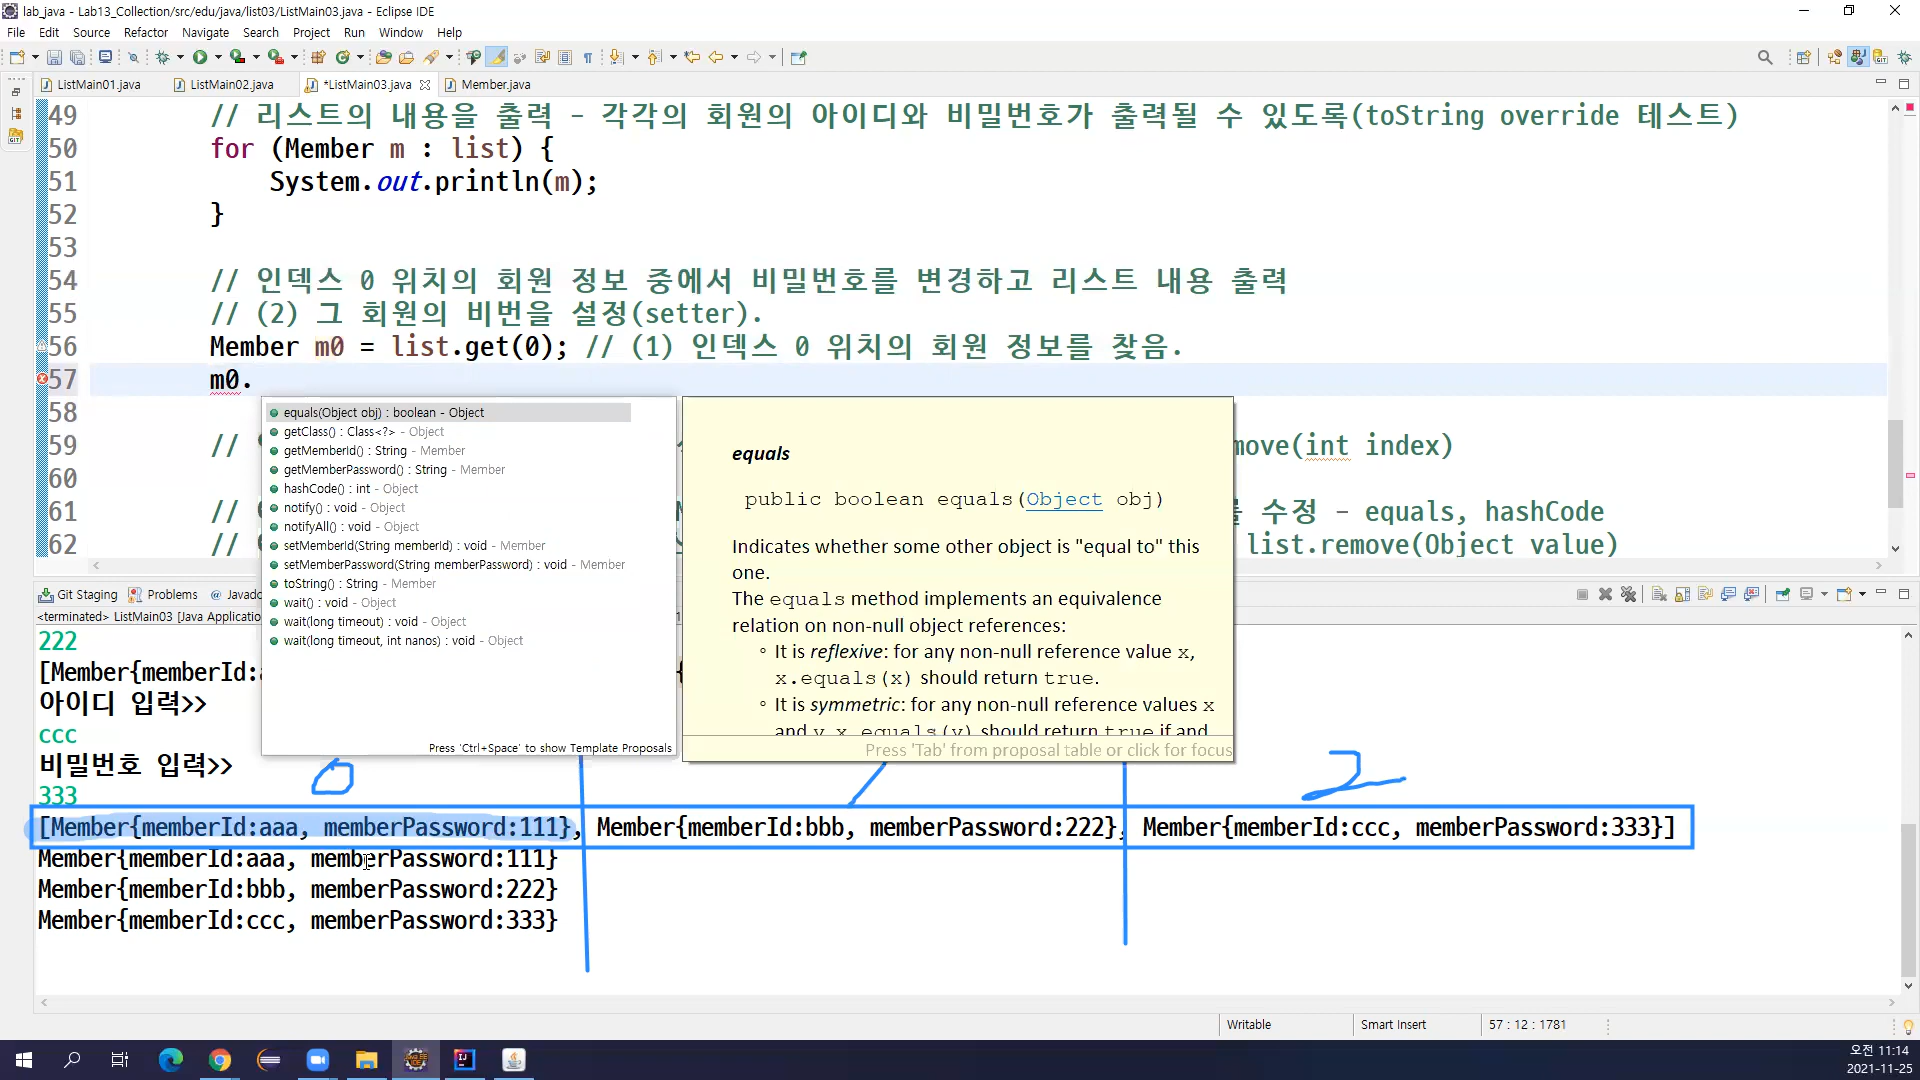 lab_java - Lab13_Collection/src/edu/java/list03/ListMain03.java - Eclipse IDE
File Edit Source Refactor Navigate Search Project Run Window Help
ListMain01.java ListMain02.java *ListMain03.java Member.java
49 // 리스트의 내용을 출력 - 각각의 회원의 아이디와 비밀번호가 출력될 수 있도록(toString override 테스트)
50 for (Member m : list) {
51 System.out.println(m);
52 }
53
54 // 인덱스 0 위치의 회원 정보 중에서 비밀번호를 변경하고 리스트 내용 출력
55 // (2) 그 회원의 비번을 설정(setter).
56 Member m0 = list.get(0); // (1) 인덱스 0 위치의 회원 정보를 찾음.
57 m0.
58
59 // move(int index)
60
61 // 수정 - equals, hashCode
62 // list.remove(Object value)
equals(Object obj) : boolean - Object
getClass() : Class<?> - Object
getMemberId() : String - Member
getMemberPassword() : String - Member
hashCode() : int - Object
notify() : void - Object
notifyAll() : void - Object
setMemberId(String memberId) : void - Member
setMemberPassword(String memberPassword) : void - Member
toString() : String - Member
wait() : void - Object
wait(long timeout) : void - Object
wait(long timeout, int nanos) : void - Object
Press 'Ctrl+Space' to show Template Proposals
equals
public boolean equals(Object obj)
Indicates whether some other object is "equal to" this
one.
The equals method implements an equivalence
relation on non-null object references:
◦ It is reflexive: for any non-null reference value x,
x.equals(x) should return true.
◦ It is symmetric: for any non-null reference values x
and y, x.equals(y) should return true if and
Press 'Tab' from proposal table or click for focus
Git Staging Problems @ Javado
<terminated> ListMain03 [Java Applicatio
222
[Member{memberId:a
아이디 입력>>
ccc
비밀번호 입력>>
0 1 2
333
[Member{memberId:aaa, memberPassword:111}, Member{memberId:bbb, memberPassword:222}, Member{memberId:ccc, memberPassword:333}]
Member{memberId:aaa, memberPassword:111}
Member{memberId:bbb, memberPassword:222}
Member{memberId:ccc, memberPassword:333}
Writable Smart Insert 57 : 12 : 1781
오전 11:14
2021-11-25